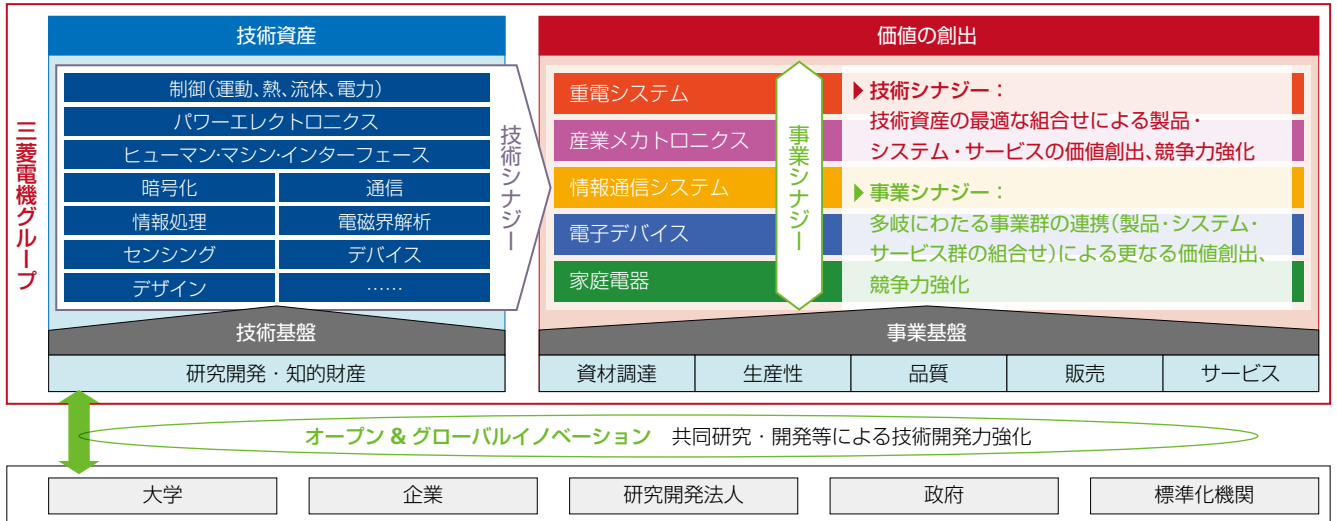 三菱電機グループ
技術資産
制御(運動、熱、流体、電力)
パワーエレクトロニクス
ヒューマン・マシン・インターフェース
暗号化
通信
情報処理
電磁界解析
センシング
デバイス
デザイン
……
技術シナジー
技術基盤
研究開発・知的財産
価値の創出
重電システム
産業メカトロニクス
情報通信システム
電子デバイス
家庭電器
事業シナジー
技術シナジー：
技術資産の最適な組合せによる製品・
システム・サービスの価値創出、競争力強化
事業シナジー：
多岐にわたる事業群の連携(製品・システム・
サービス群の組合せ)による更なる価値創出、
競争力強化
事業基盤
資材調達
生産性
品質
販売
サービス
オープン & グローバルイノベーション 共同研究・開発等による技術開発力強化
大学
企業
研究開発法人
政府
標準化機関